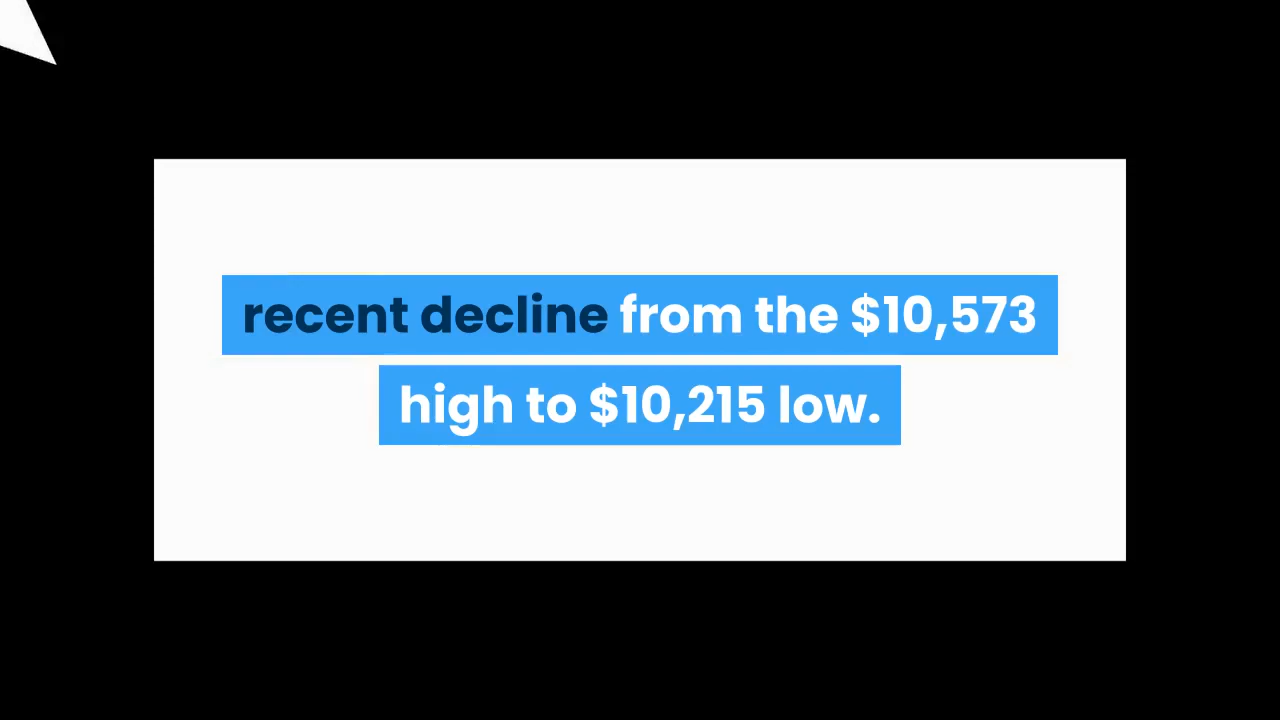 recent decline from the $10,573
high to $10,215 low.